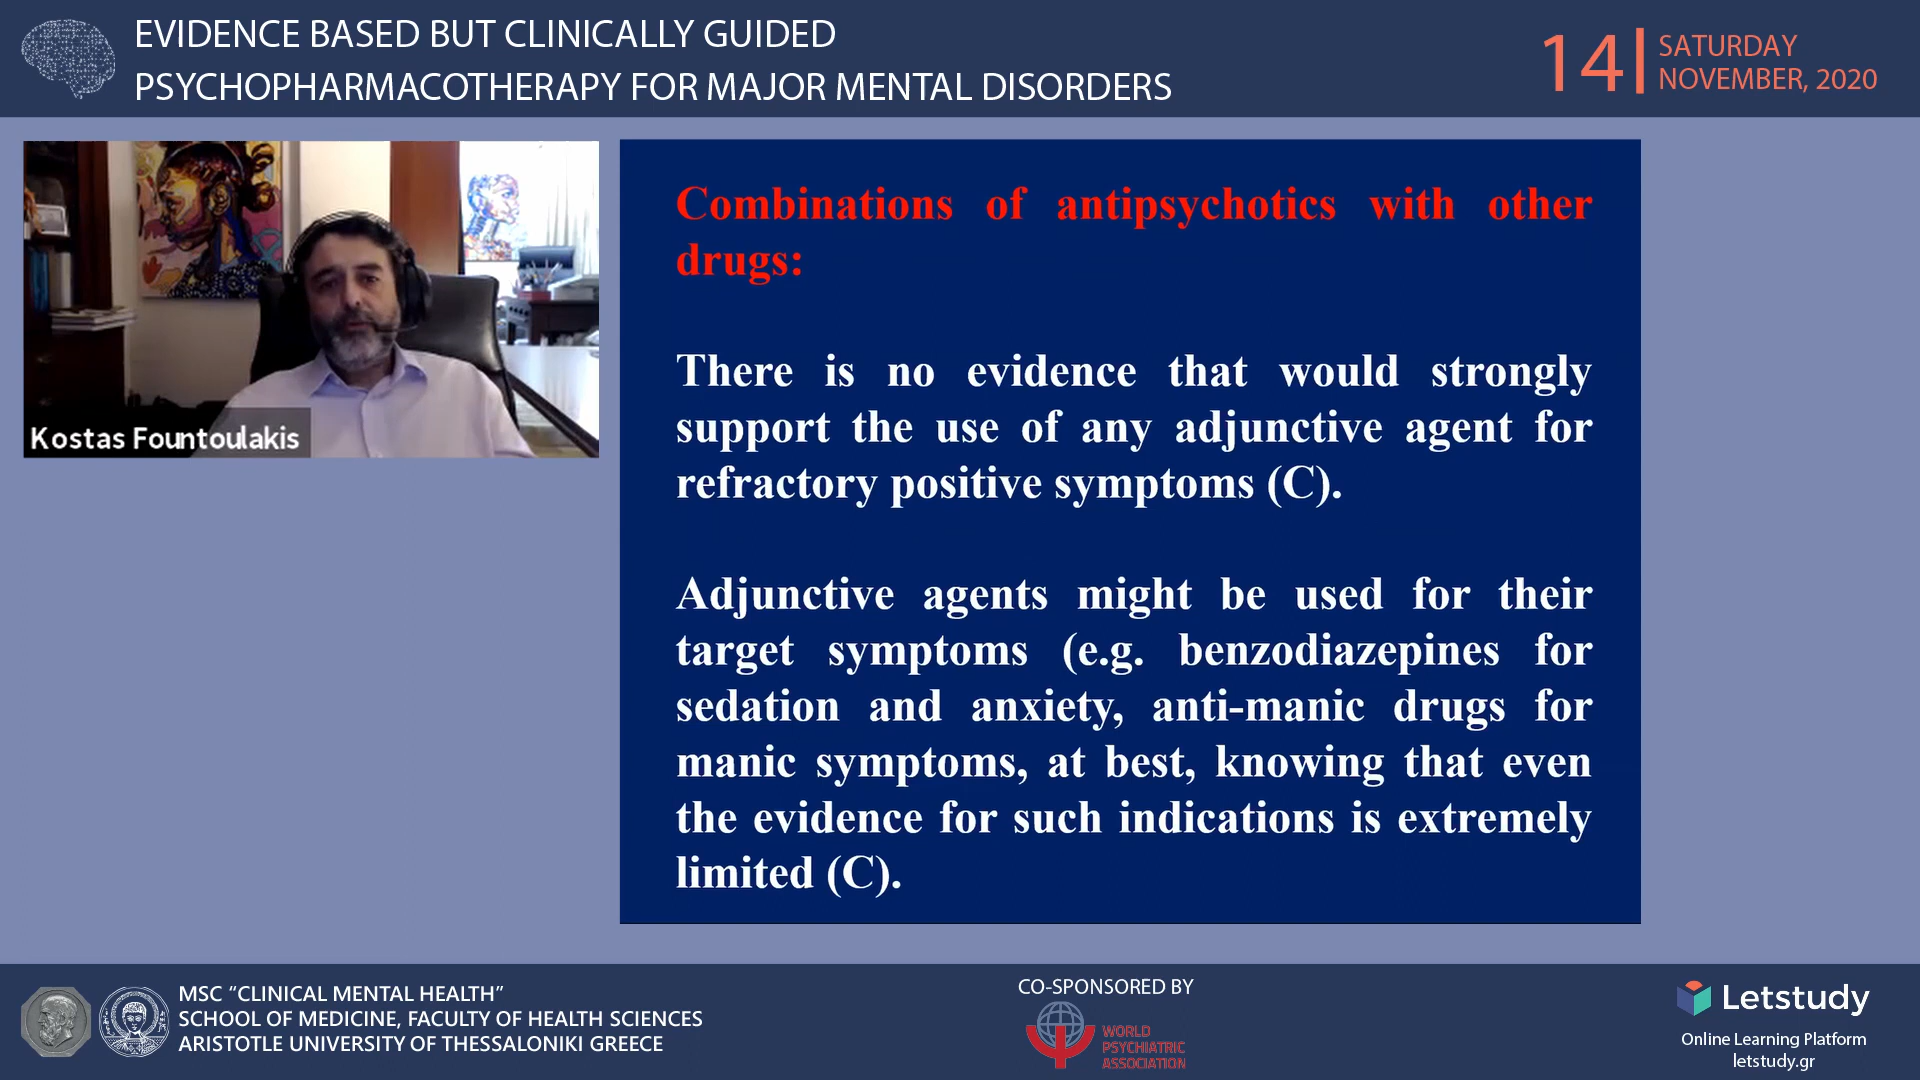 EVIDENCE BASED BUT CLINICALLY GUIDED
PSYCHOPHARMACOTHERAPY FOR MAJOR MENTAL DISORDERS
14
SATURDAY
NOVEMBER, 2020
Kostas Fountoulakis
Combinations of antipsychotics with other
drugs:
There is no evidence that would strongly
support the use of any adjunctive agent for
refractory positive symptoms (C).
Adjunctive agents might be used for their
target symptoms (e.g. benzodiazepines for
sedation and anxiety, anti-manic drugs for
manic symptoms, at best, knowing that even
the evidence for such indications is extremely
limited (C).
MSC “CLINICAL MENTAL HEALTH”
SCHOOL OF MEDICINE, FACULTY OF HEALTH SCIENCES
ARISTOTLE UNIVERSITY OF THESSALONIKI GREECE
CO-SPONSORED BY
WORLD
PSYCHIATRIC
ASSOCIATION
Letstudy
Online Learning Platform
letstudy.gr